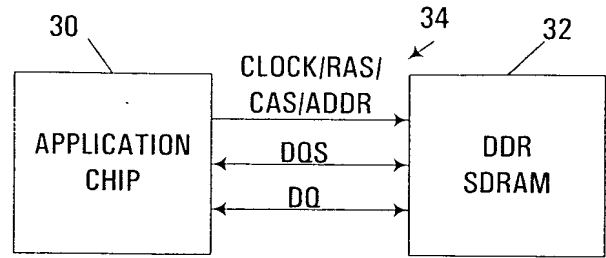 30
34
32
CLOCK/RAS/
CAS/ADDR
APPLICATION
CHIP
DQS
DQ
DDR
SDRAM